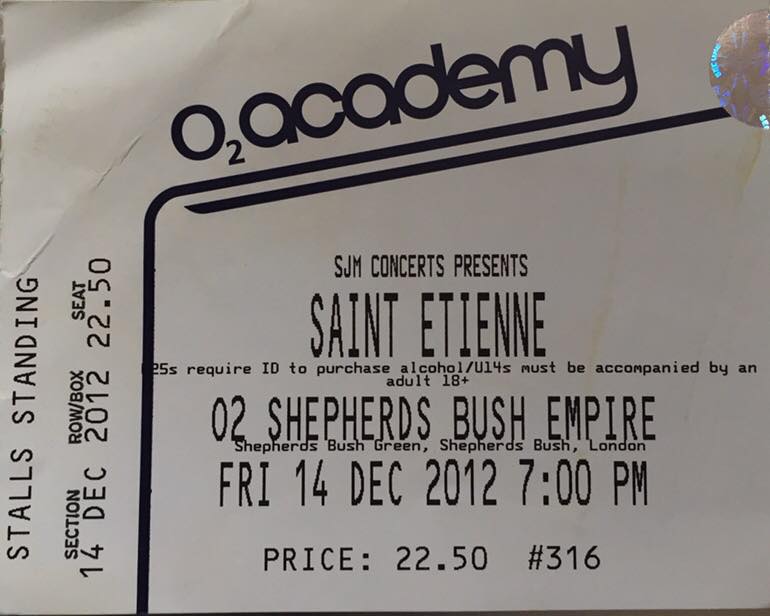 O2 academy
SJM CONCERTS PRESENTS
SAINT ETIENNE
25s require ID to purchase alcohol/U14s must be accompanied by an
adult 18+
O2 SHEPHERDS BUSH EMPIRE
Shepherds Bush Green, Shepherds Bush, London
FRI 14 DEC 2012 7:00 PM
PRICE: 22.50 #316
STALLS STANDING
SECTION ROW/BOX SEAT
14 DEC 2012 22.50